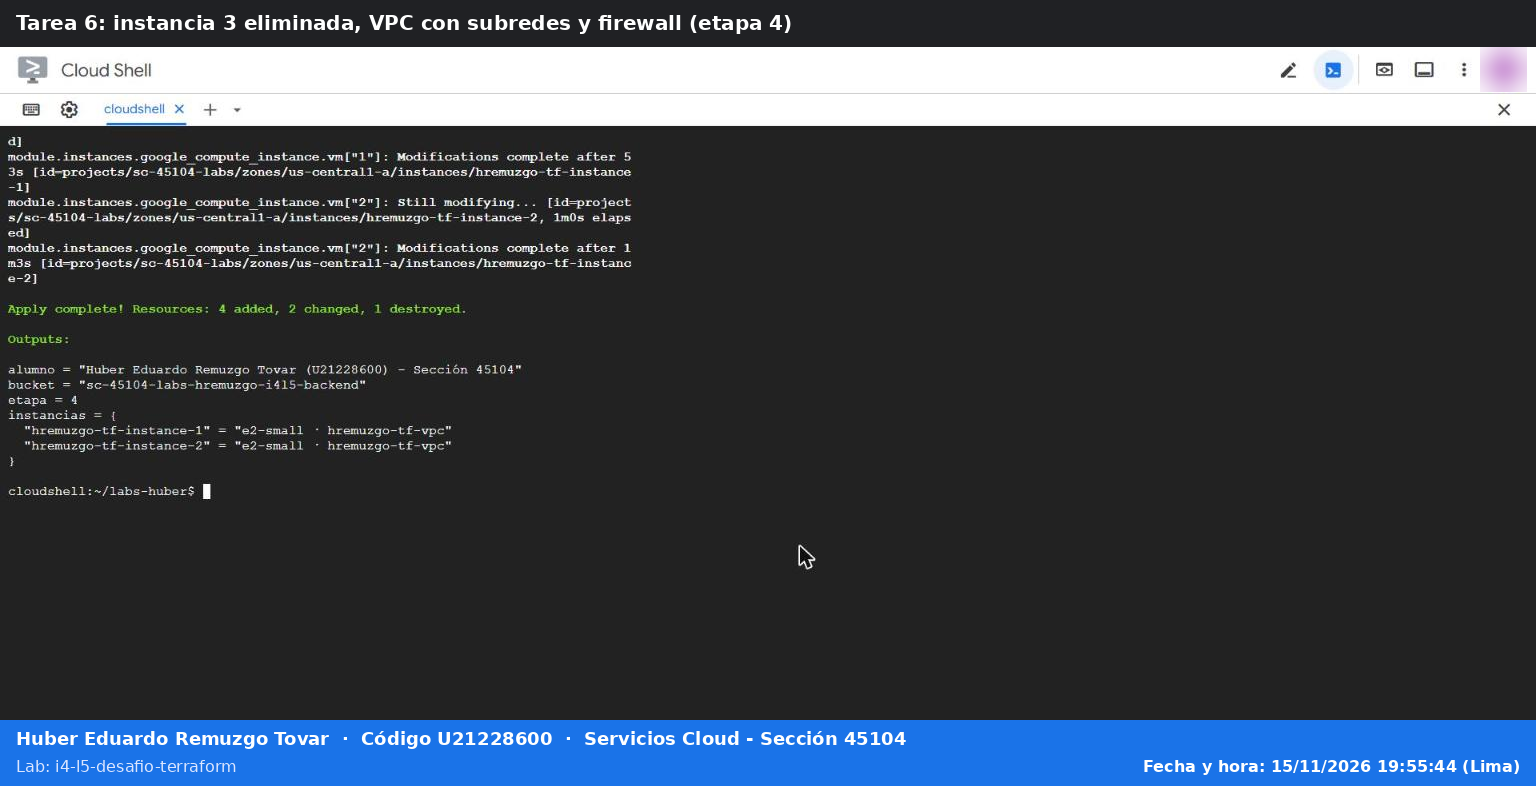 Tarea 6: instancia 3 eliminada, VPC con subredes y firewall (etapa 4)
Cloud Shell
cloudshell
d]
module.instances.google_compute_instance.vm["1"]: Modifications complete after 5
3s [id=projects/sc-45104-labs/zones/us-central1-a/instances/hremuzgo-tf-instance
-1]
module.instances.google_compute_instance.vm["2"]: Still modifying... [id=project
s/sc-45104-labs/zones/us-central1-a/instances/hremuzgo-tf-instance-2, 1m0s elaps
ed]
module.instances.google_compute_instance.vm["2"]: Modifications complete after 1
m3s [id=projects/sc-45104-labs/zones/us-central1-a/instances/hremuzgo-tf-instanc
e-2]
Apply complete! Resources: 4 added, 2 changed, 1 destroyed.
Outputs:
alumno = "Huber Eduardo Remuzgo Tovar (U21228600) - Sección 45104"
bucket = "sc-45104-labs-hremuzgo-i4l5-backend"
etapa = 4
instancias = {
"hremuzgo-tf-instance-1" = "e2-small · hremuzgo-tf-vpc"
"hremuzgo-tf-instance-2" = "e2-small · hremuzgo-tf-vpc"
}
cloudshell:~/labs-huber$
Huber Eduardo Remuzgo Tovar · Código U21228600 · Servicios Cloud - Sección 45104
Lab: i4-l5-desafio-terraform
Fecha y hora: 15/11/2026 19:55:44 (Lima)